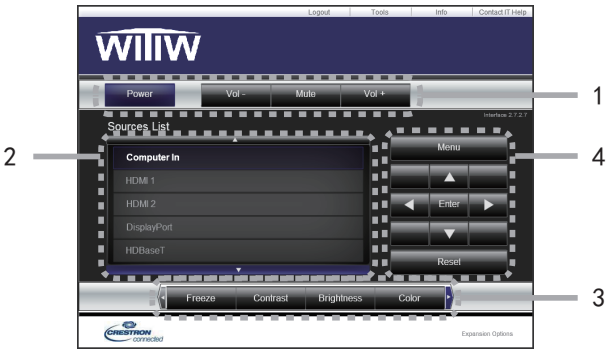 Logout Tools Info Contact IT Help
WITIW
Power Vol - Mute Vol + 1
Interface 2.7.2.7
Sources List
2 4
Computer In
HDMI 1
HDMI 2
DisplayPort
HDBaseT
Menu
Enter
Reset
Freeze Contrast Brightness Color 3
CRESTRON
connected
Expansion Options